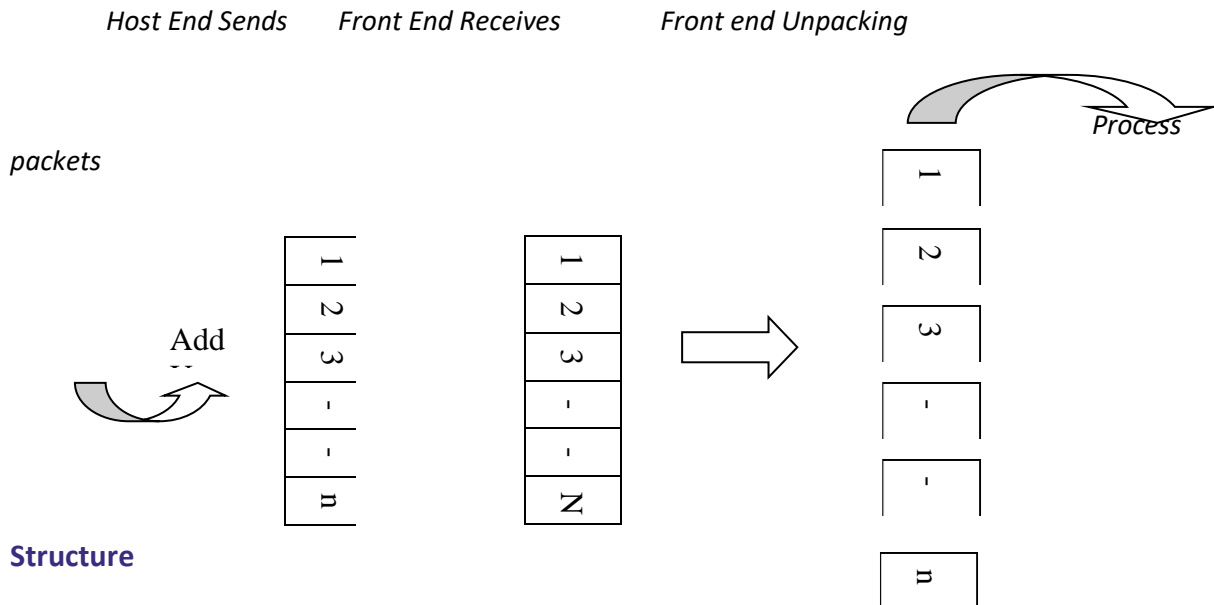 Host End Sends Front End Receives Front end Unpacking
Process
packets
1
2
3
-
-
n
1
2
3
-
-
N
1
2
3
-
-
n
Add
Structure